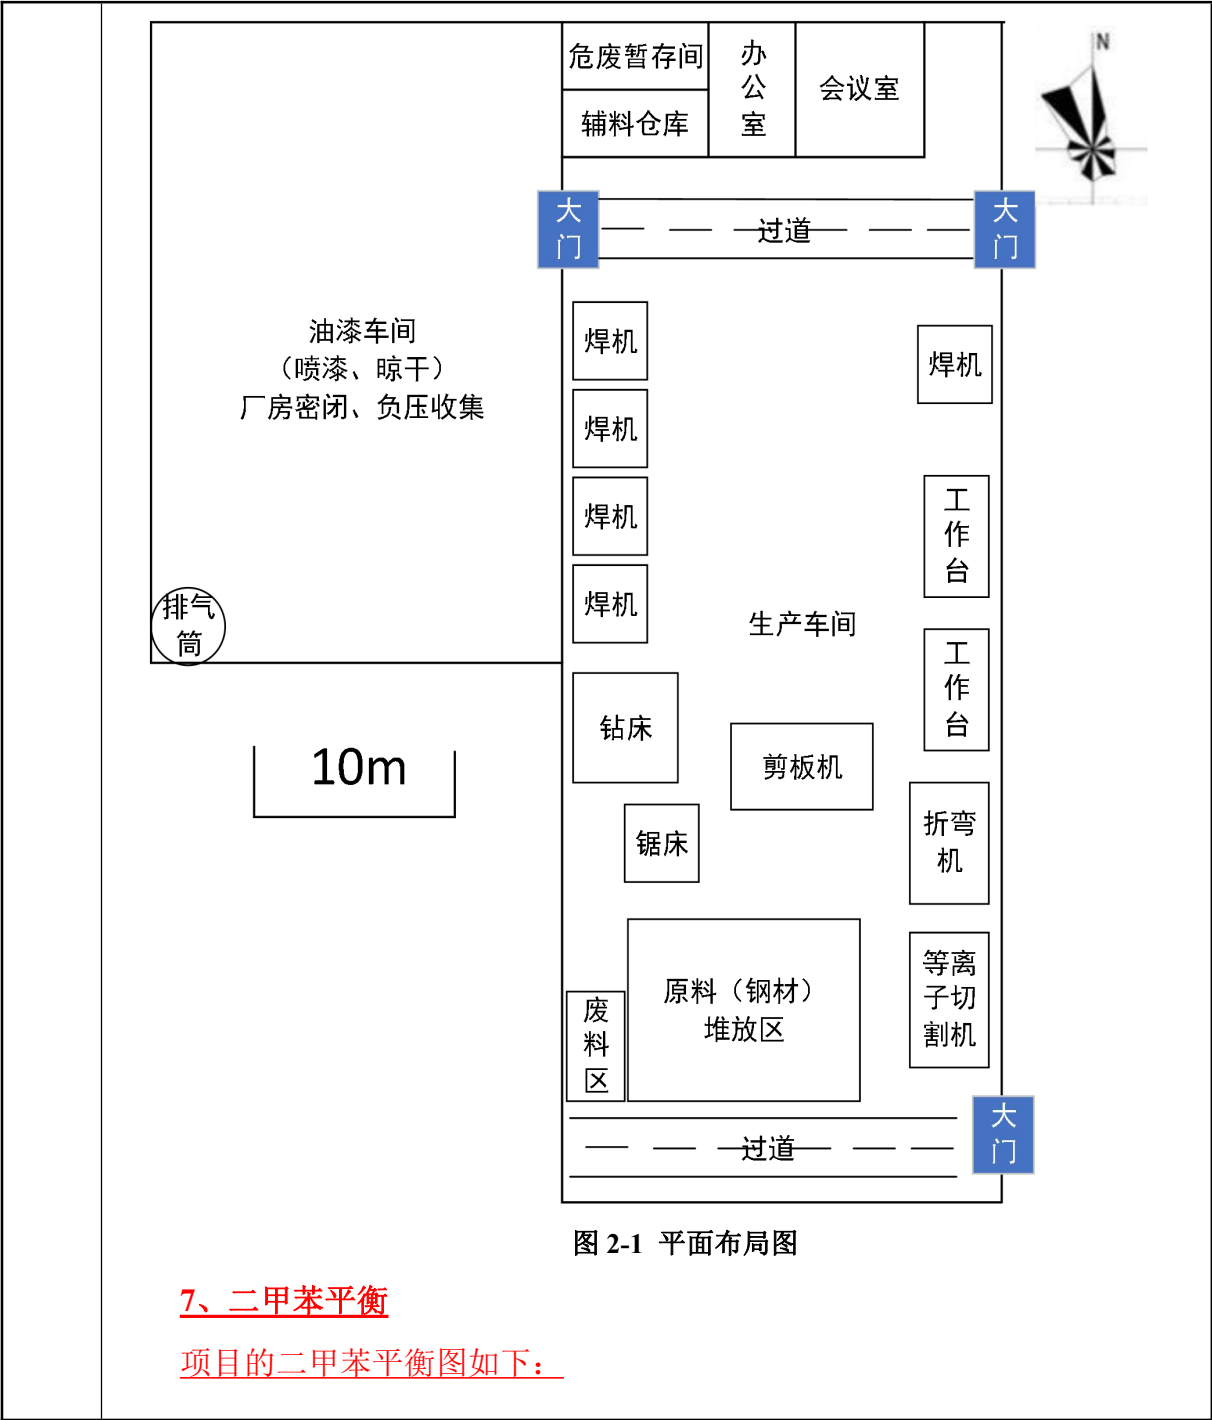 危废暂存间
辅料仓库
办
公
室
会议室
N
大
门
过道
大
门
油漆车间
（喷漆、晾干）
厂房密闭、负压收集
焊机
焊机
焊机
焊机
焊机
工
作
台
工
作
台
排气
筒
生产车间
钻床
剪板机
10m
锯床
折弯
机
等离
子切
割机
原料（钢材）
堆放区
废
料
区
大
门
过道
图 2-1 平面布局图
7、二甲苯平衡
项目的二甲苯平衡图如下：